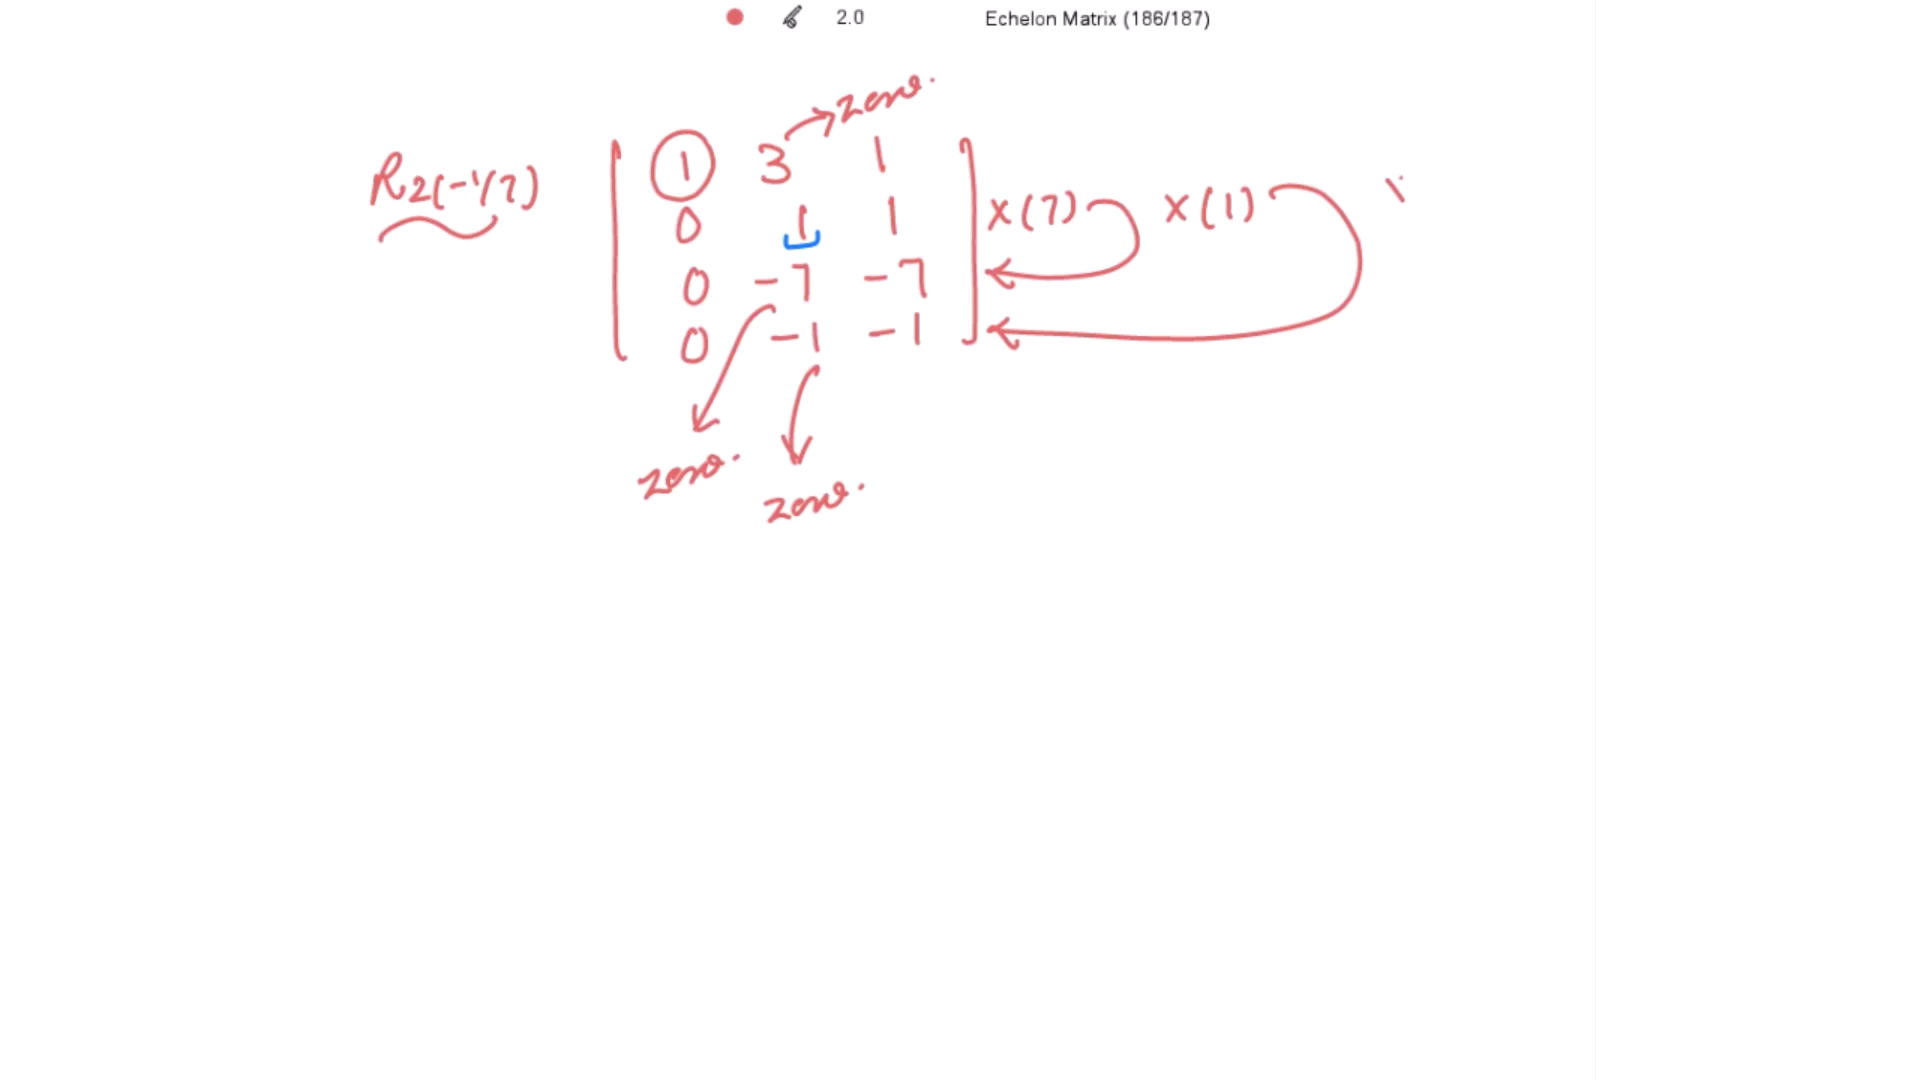 2.0 Echelon Matrix (186/187)
zero.
R2(-1/7) 1 3 1
0 1 1 x(7) x(1)
0 -7 -7
0 -1 -1
zero.
zero.